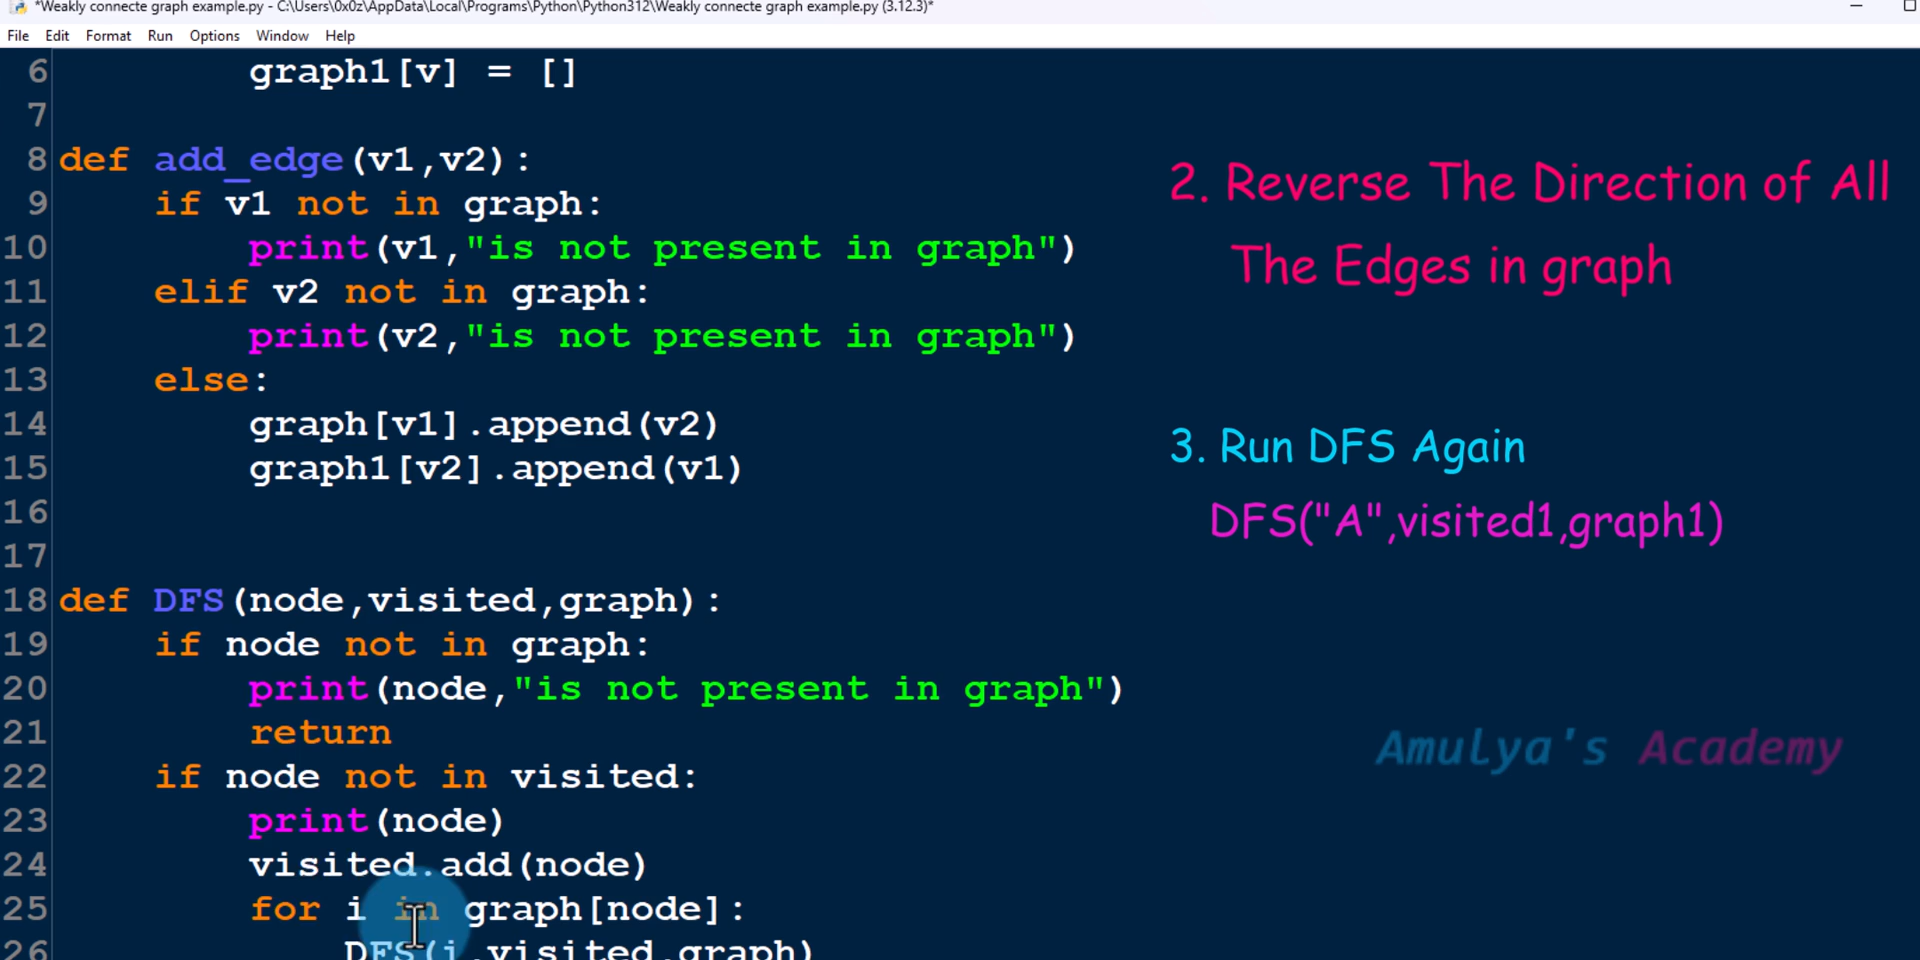 *Weakly connecte graph example.py - C:\Users\0x0z\AppData\Local\Programs\Python\Python312\Weakly connecte graph example.py (3.12.3)*
File Edit Format Run Options Window Help
6 graph1[v] = []
7
8 def add_edge(v1,v2):
9 if v1 not in graph:
10 print(v1,"is not present in graph")
11 elif v2 not in graph:
12 print(v2,"is not present in graph")
13 else:
14 graph[v1].append(v2)
15 graph1[v2].append(v1)
16
17
18 def DFS(node,visited,graph):
19 if node not in graph:
20 print(node,"is not present in graph")
21 return
22 if node not in visited:
23 print(node)
24 visited.add(node)
25 for i in graph[node]:
26 DFS(i,visited,graph)
2. Reverse The Direction of All
The Edges in graph
3. Run DFS Again
DFS("A",visited1,graph1)
Amulya's Academy